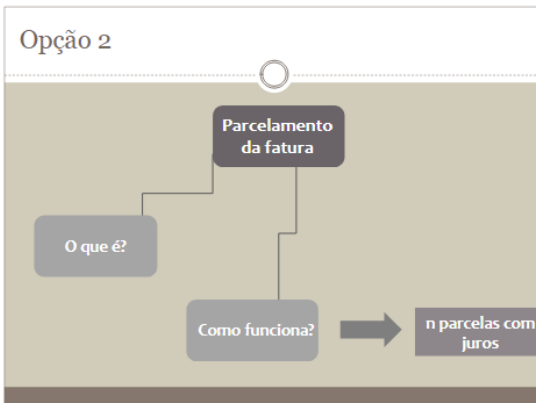 Opção 2
Parcelamento
da fatura
O que é?
Como funciona?
n parcelas com
juros